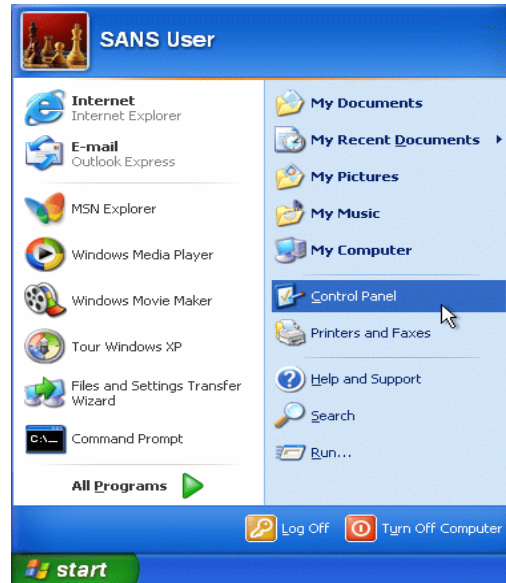 SANS User
Internet
Internet Explorer
E-mail
Outlook Express
MSN Explorer
Windows Media Player
Windows Movie Maker
Tour Windows XP
Files and Settings Transfer
Wizard
C:\_
Command Prompt
All Programs
My Documents
My Recent Documents
My Pictures
My Music
My Computer
Control Panel
Printers and Faxes
Help and Support
Search
Run...
Log Off
Turn Off Computer
start